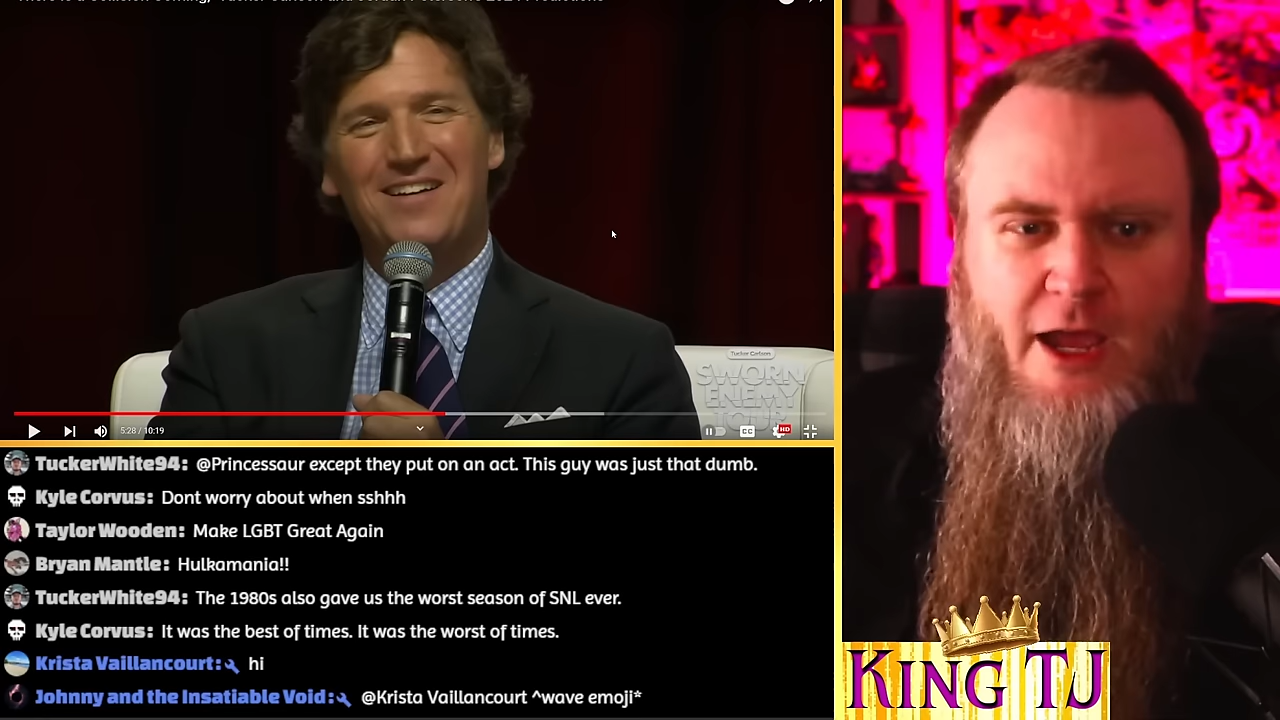 5:28 / 10:19
CC
HD
Tucker Carlson
SWORN
ENEMY
TOUR
TuckerWhite94: @Princessaur except they put on an act. This guy was just that dumb.
Kyle Corvus: Dont worry about when sshhh
Taylor Wooden: Make LGBT Great Again
Bryan Mantle: Hulkamania!!
TuckerWhite94: The 1980s also gave us the worst season of SNL ever.
Kyle Corvus: It was the best of times. It was the worst of times.
Krista Vaillancourt: hi
Johnny and the Insatiable Void: @Krista Vaillancourt ^wave emoji*
KING TJ